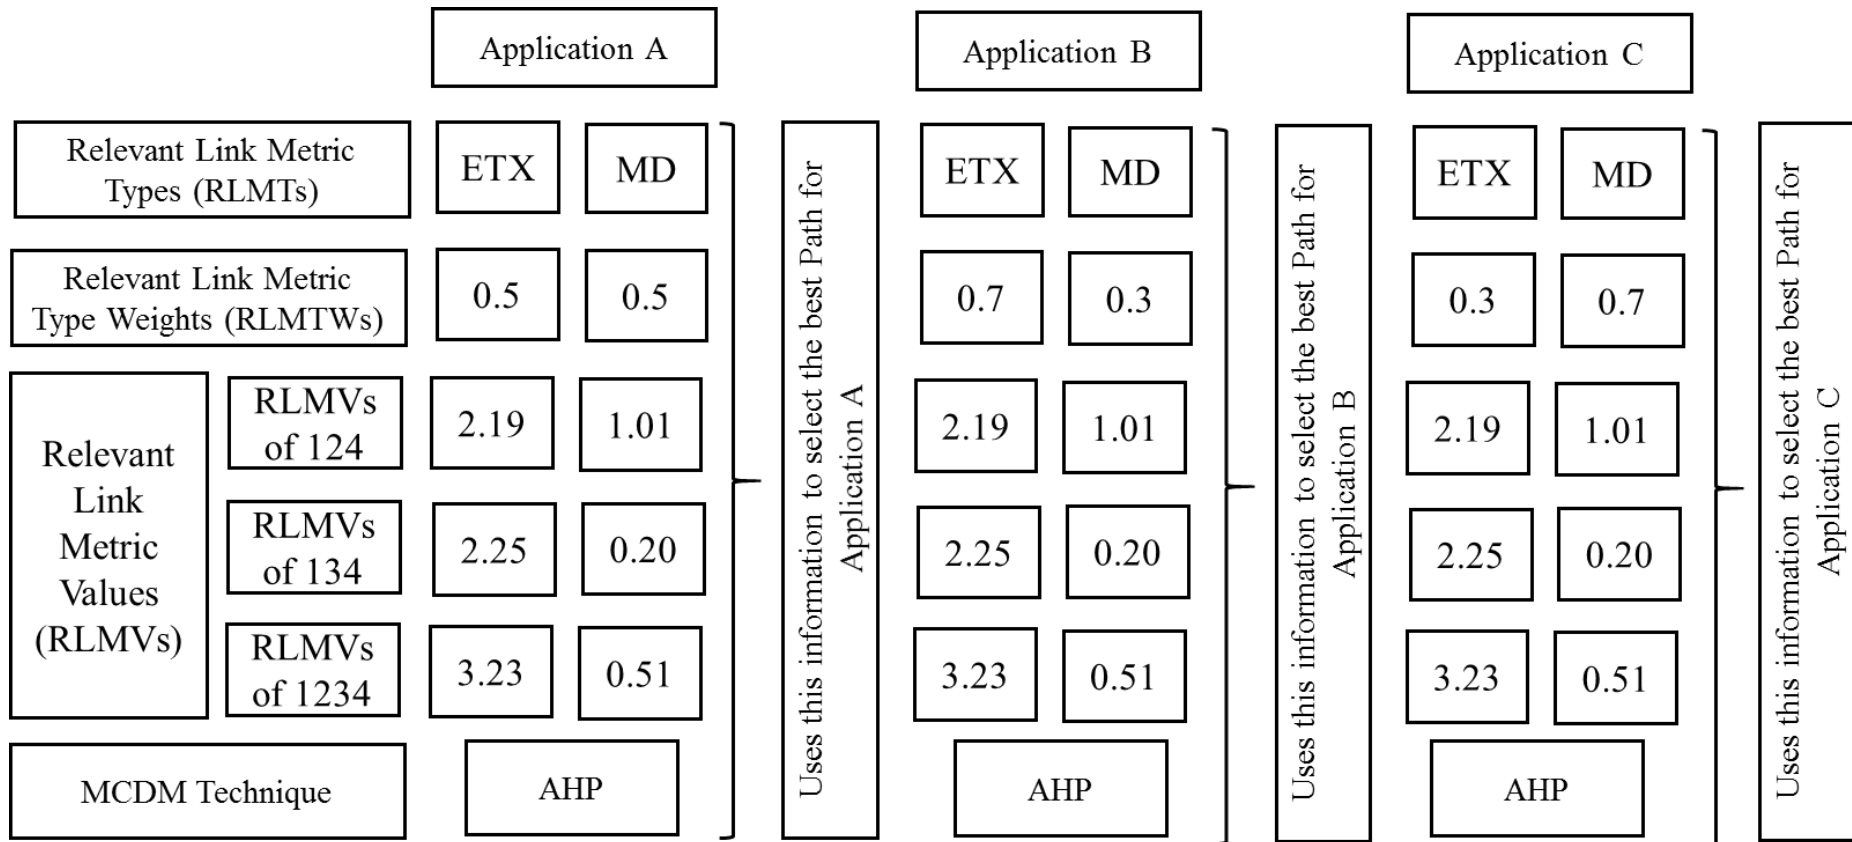 Application A
Application B
Application C
Relevant Link Metric
Types (RLMTs)
ETX
MD
ETX
MD
ETX
MD
Relevant Link Metric
Type Weights (RLMTWs)
0.5
0.5
0.7
0.3
0.3
0.7
Relevant
Link
Metric
Values
(RLMVs)
RLMVs
of 124
2.19
1.01
2.19
1.01
2.19
1.01
RLMVs
of 134
2.25
0.20
2.25
0.20
2.25
0.20
RLMVs
of 1234
3.23
0.51
3.23
0.51
3.23
0.51
MCDM Technique
AHP
AHP
AHP
Uses this information to select the best Path for
Application A
Uses this information to select the best Path for
Application B
Uses this information to select the best Path for
Application C